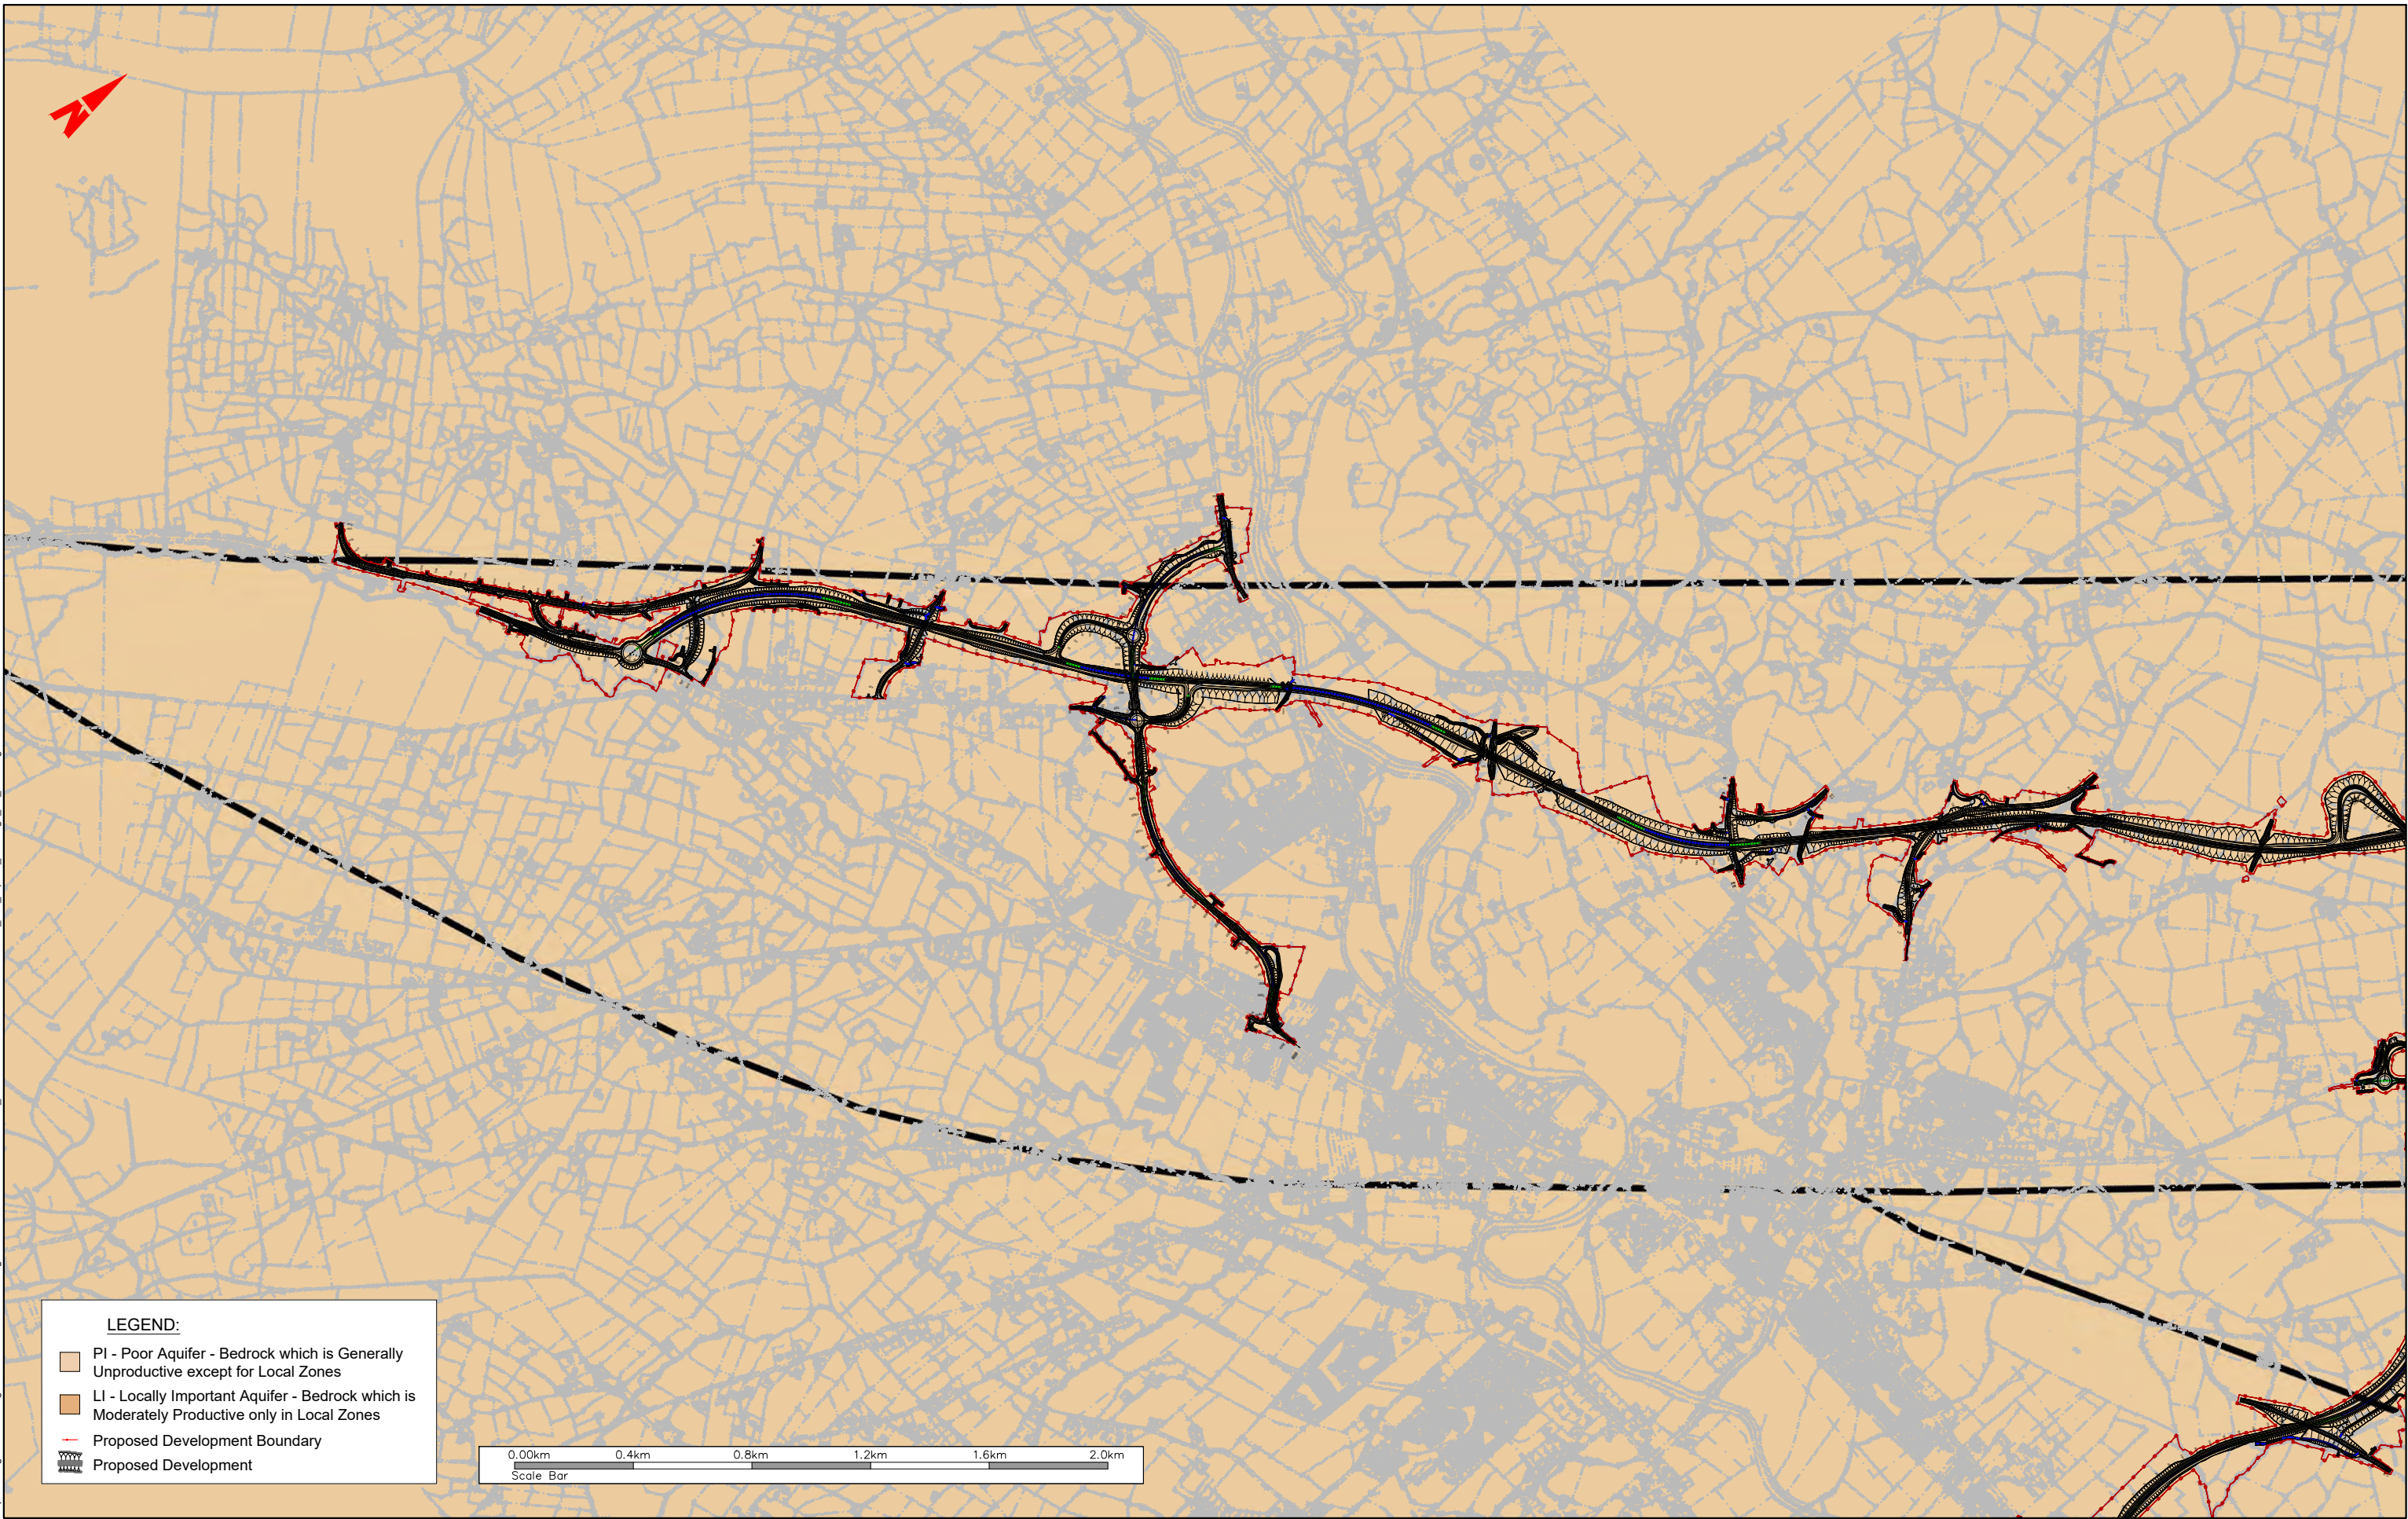 N
LEGEND:
PI - Poor Aquifer - Bedrock which is Generally
Unproductive except for Local Zones
LI - Locally Important Aquifer - Bedrock which is
Moderately Productive only in Local Zones
Proposed Development Boundary
Proposed Development
0.00km 0.4km 0.8km 1.2km 1.6km 2.0km
Scale Bar